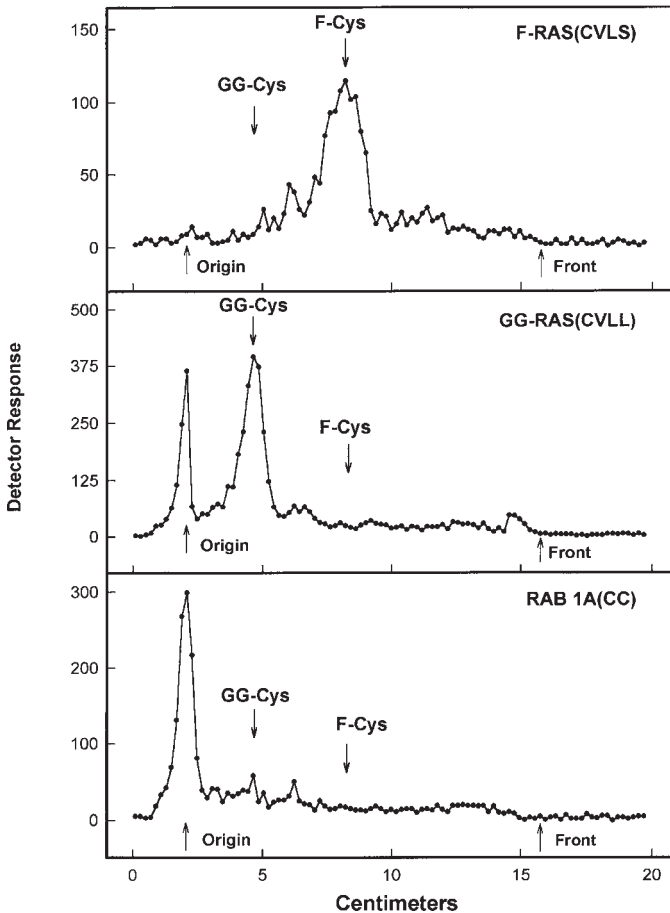 F-RAS(CVLS)
F-Cys
GG-Cys
150
100
50
0
Origin
Front
GG-RAS(CVLL)
GG-Cys
F-Cys
500
375
250
125
0
Origin
Front
Detector Response
RAB 1A(CC)
GG-Cys
F-Cys
300
200
100
0
Origin
Front
0 5 10 15 20
Centimeters